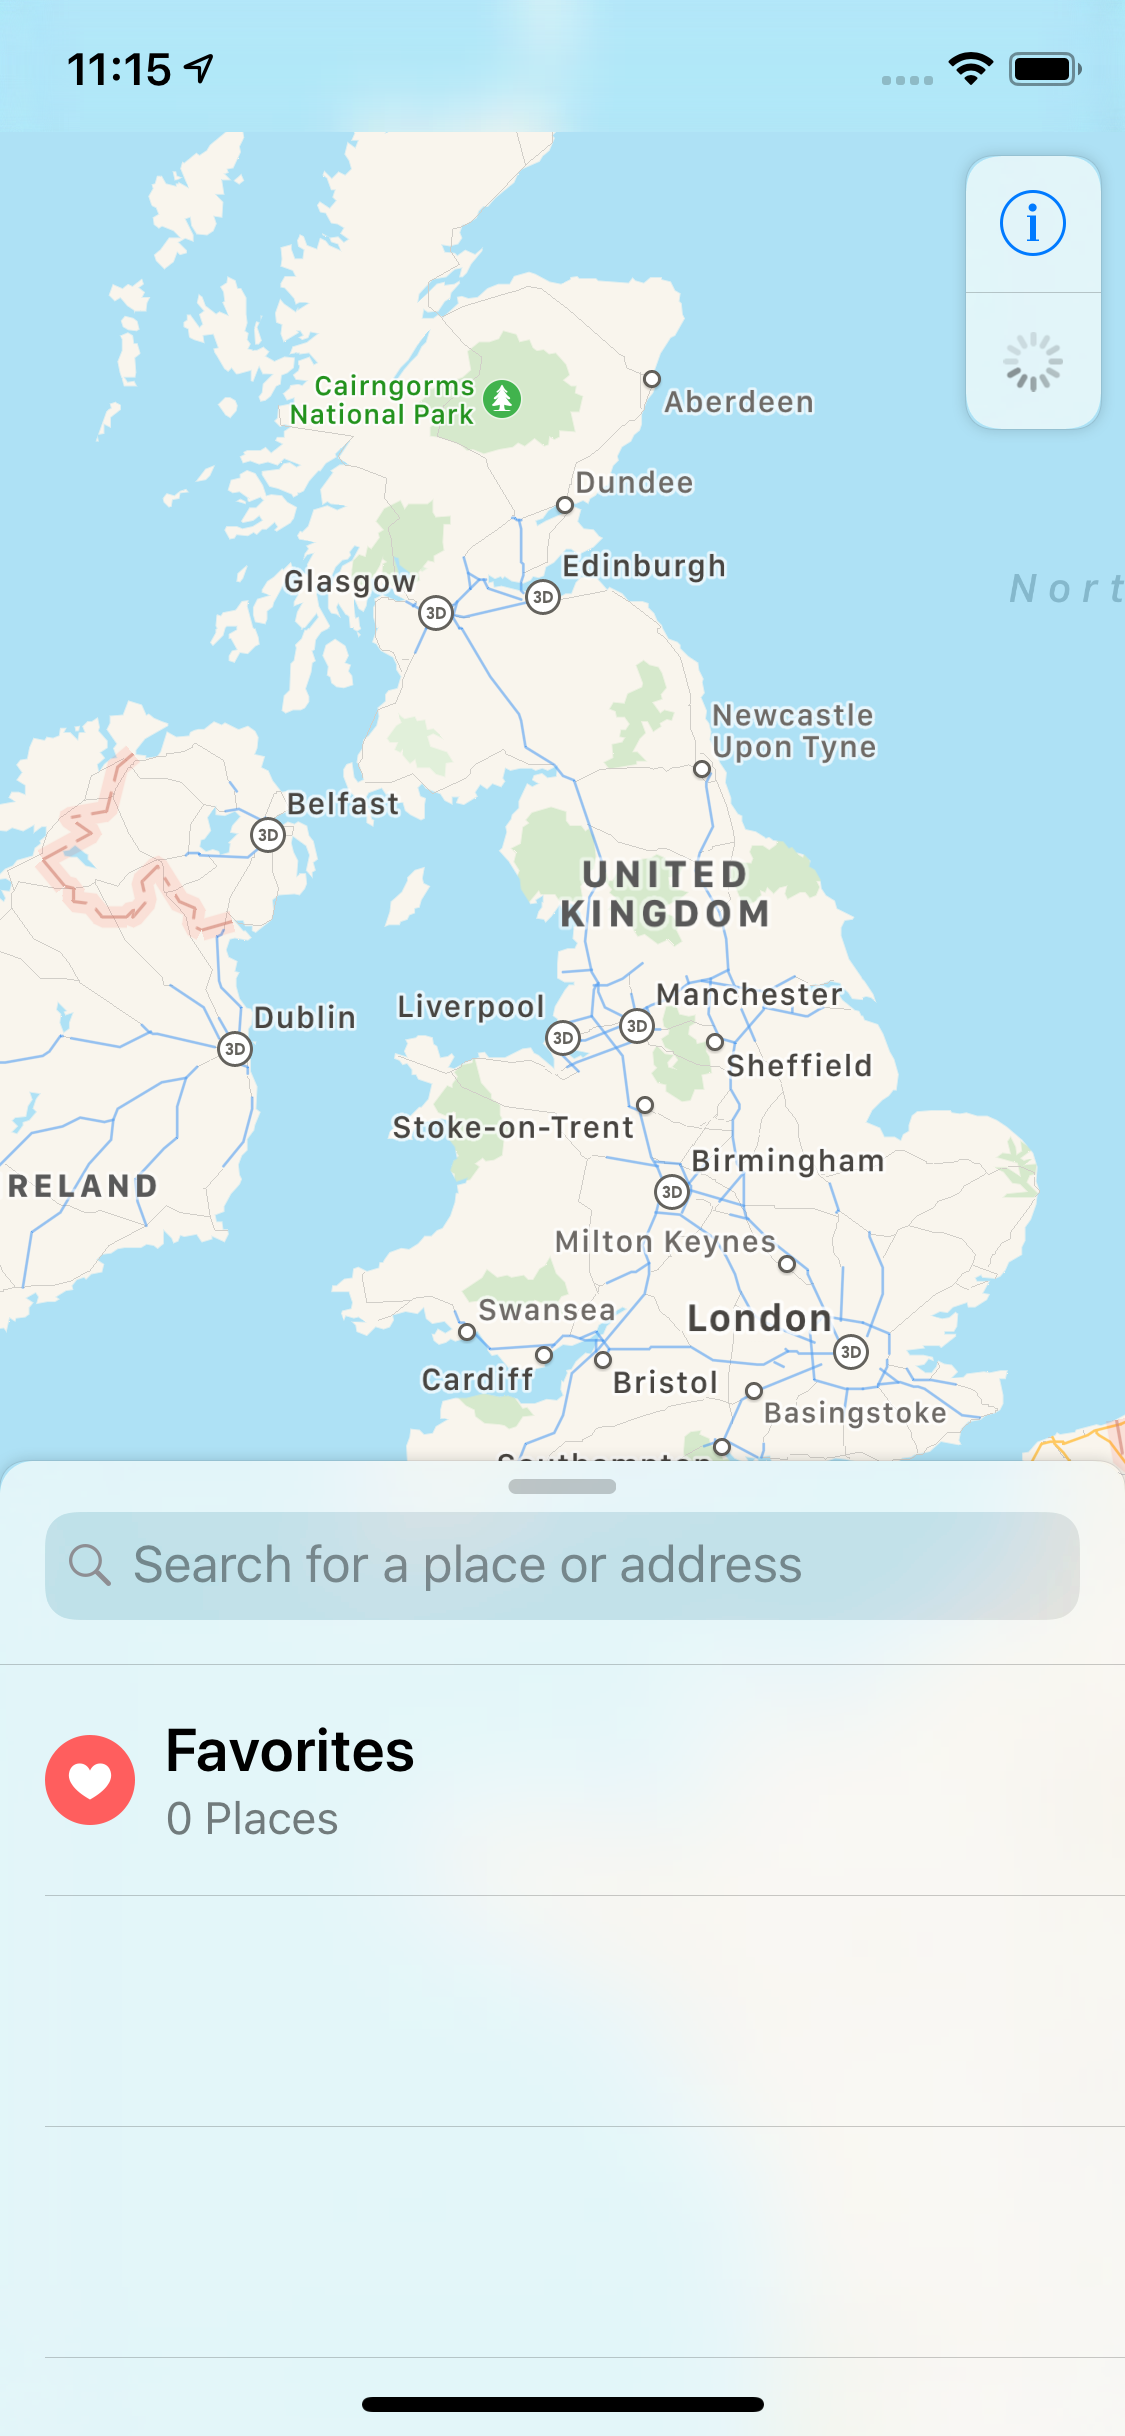 11:15
Cairngorms
National Park
Aberdeen
Dundee
Edinburgh
Glasgow
3D
3D
Nort
Newcastle
Upon Tyne
Belfast
3D
UNITED
KINGDOM
Manchester
Liverpool
3D
3D
Dublin
3D
Sheffield
Stoke-on-Trent
Birmingham
3D
RELAND
Milton Keynes
Swansea
London
3D
Cardiff
Bristol
Basingstoke
Southampton
Search for a place or address
Favorites
0 Places